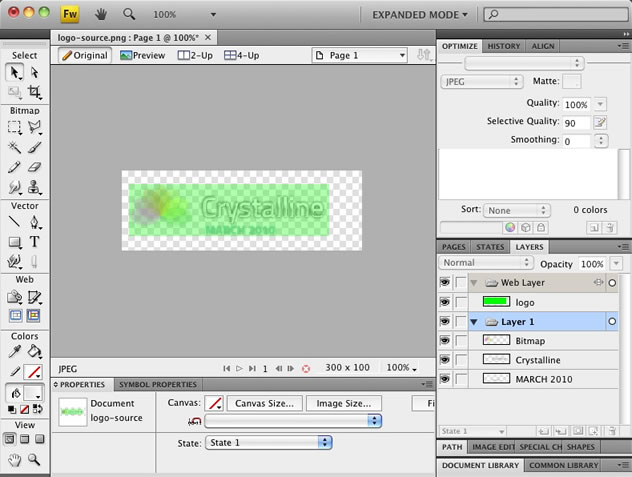 Fw
100%
EXPANDED MODE
logo-source.png : Page 1 @ 100%*
Original
Preview
2-Up
4-Up
Page 1
Select
Bitmap
Vector
T
Web
Colors
View
Crystalline
MARCH 2010
JPEG
1
300 x 100
100%
PROPERTIES
SYMBOL PROPERTIES
Document
logo-source
Canvas:
Canvas Size...
Image Size...
Fi
State:
State 1
OPTIMIZE
HISTORY
ALIGN
JPEG
Matte:
Quality:
100%
Selective Quality:
90
Smoothing:
0
Sort:
None
0 colors
PAGES
STATES
LAYERS
Normal
Opacity
100%
Web Layer
logo
Layer 1
Bitmap
Crystalline
MARCH 2010
State 1
PATH
IMAGE EDIT
SPECIAL CH
SHAPES
DOCUMENT LIBRARY
COMMON LIBRARY